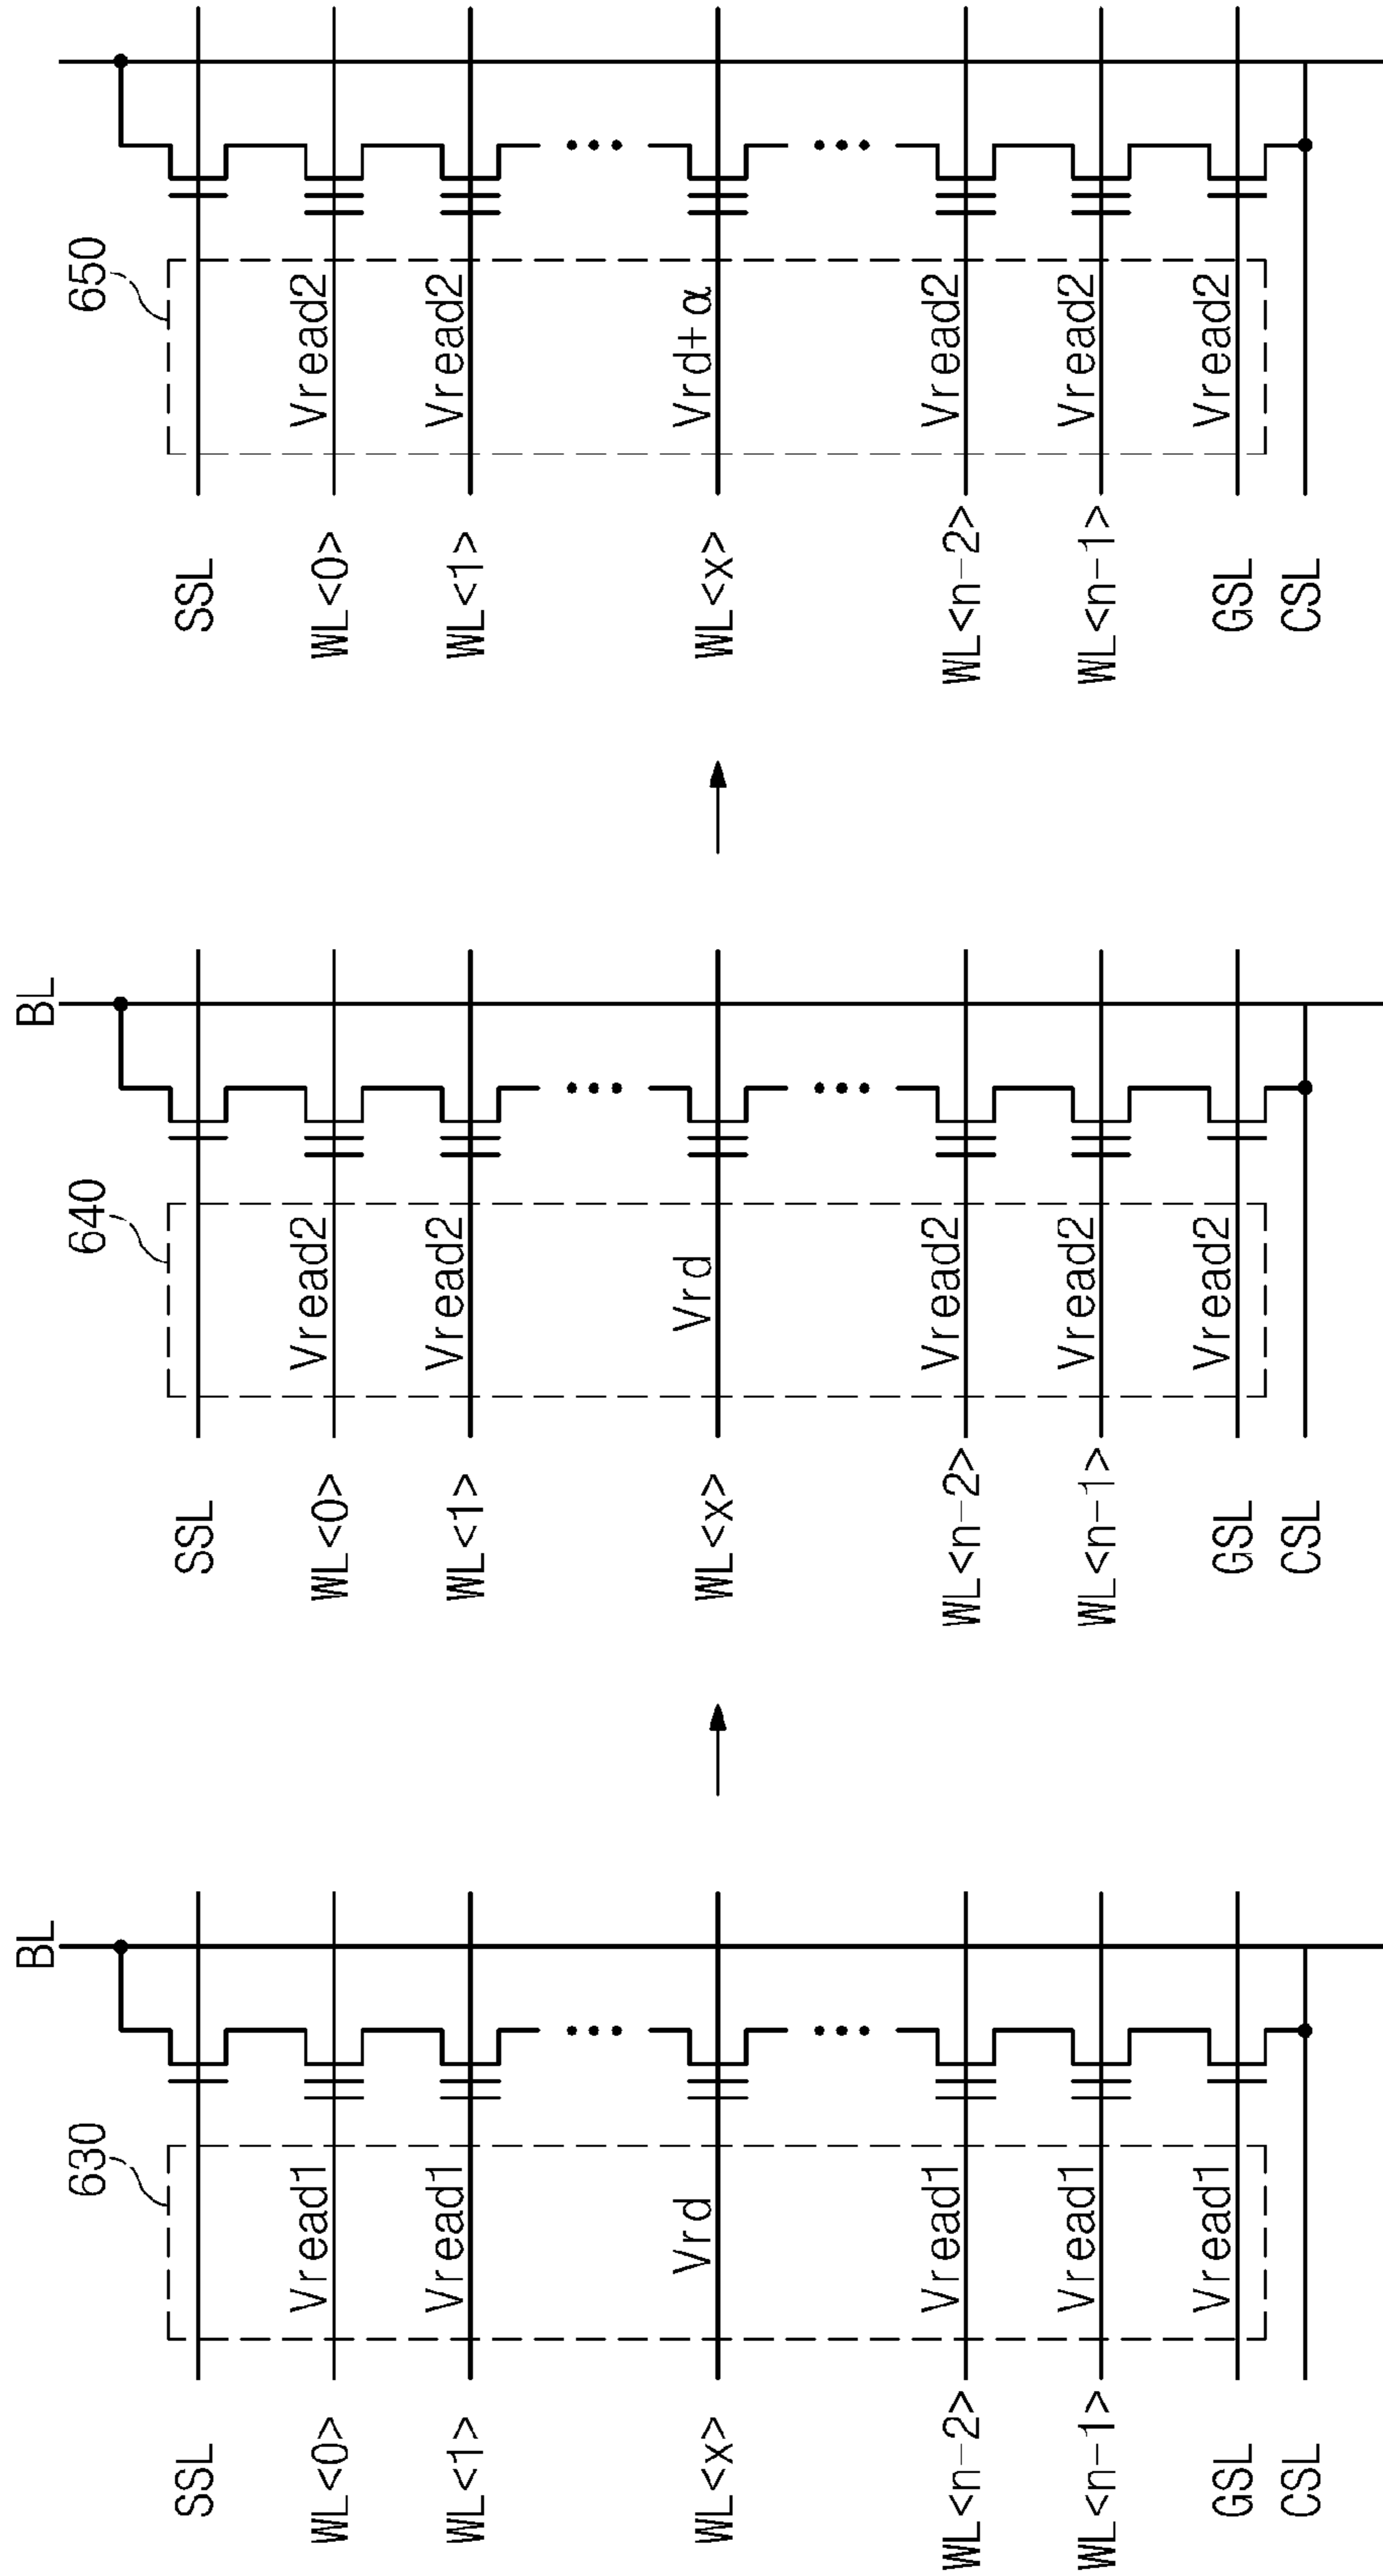 BL
630
SSL
WL<0> Vread1
WL<1> Vread1
WL<x> Vrd
WL<n-2> Vread1
WL<n-1> Vread1
GSL Vread1
CSL
BL
640
SSL
WL<0> Vread2
WL<1> Vread2
WL<x> Vrd
WL<n-2> Vread2
WL<n-1> Vread2
GSL Vread2
CSL
650
SSL
WL<0> Vread2
WL<1> Vread2
WL<x> Vrd+α
WL<n-2> Vread2
WL<n-1> Vread2
GSL Vread2
CSL